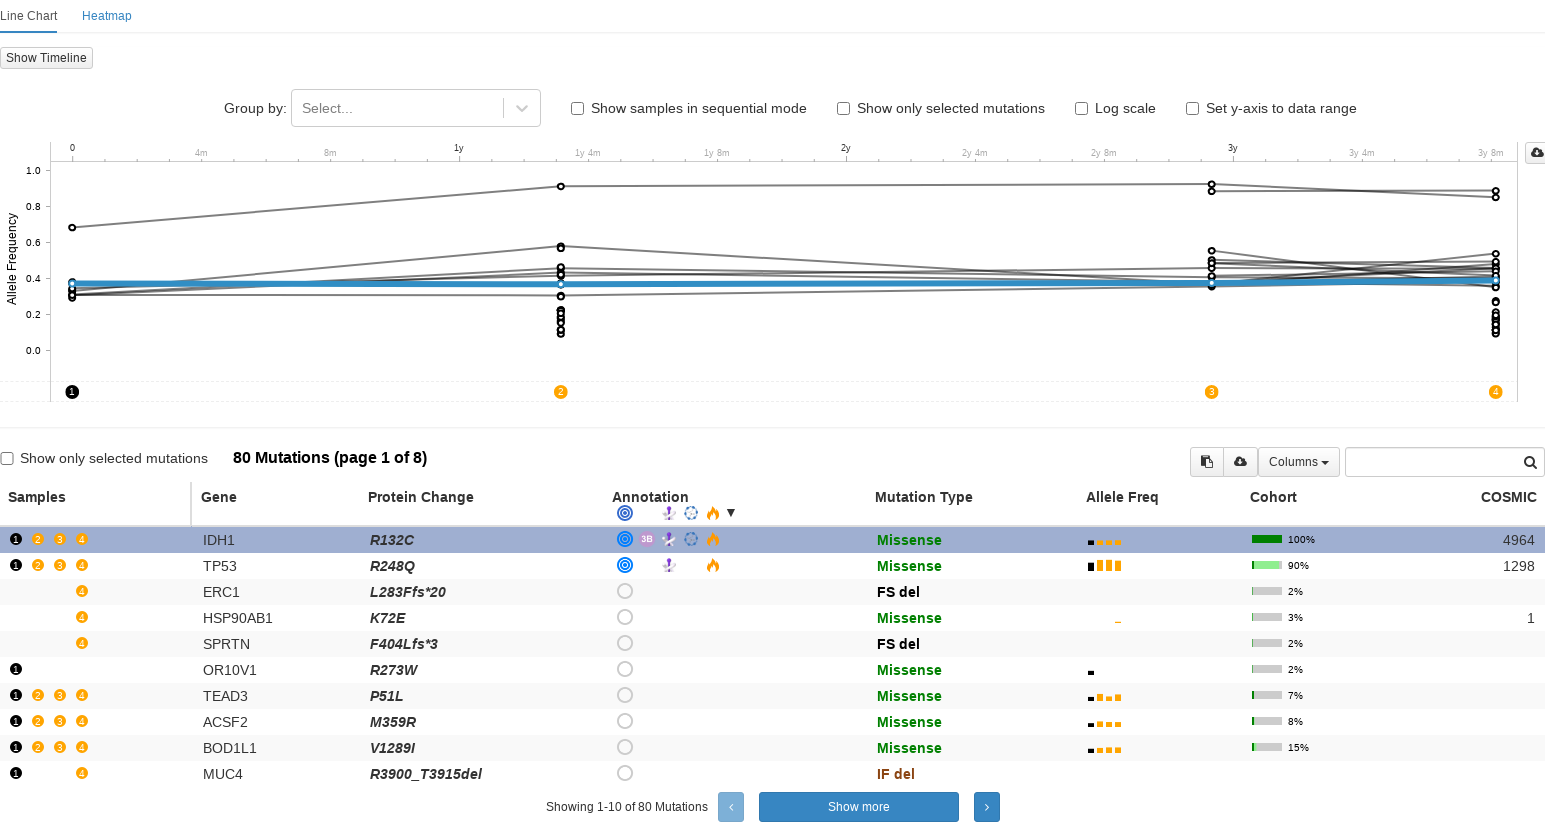 Line Chart Heatmap
Show Timeline
Group by: Select... Show samples in sequential mode Show only selected mutations Log scale Set y-axis to data range
0 4m 8m 1y 1y 4m 1y 8m 2y 2y 4m 2y 8m 3y 3y 4m 3y 8m
1.0
0.8
0.6
0.4
0.2
0.0
Allele Frequency
1 2 3 4
Show only selected mutations 80 Mutations (page 1 of 8) Columns
Samples Gene Protein Change Annotation Mutation Type Allele Freq Cohort COSMIC
1 2 3 4 IDH1 R132C 3B Missense 100% 4964
1 2 3 4 TP53 R248Q Missense 90% 1298
4 ERC1 L283Ffs*20 FS del 2%
4 HSP90AB1 K72E Missense 3% 1
4 SPRTN F404Lfs*3 FS del 2%
1 OR10V1 R273W Missense 2%
1 2 3 4 TEAD3 P51L Missense 7%
1 2 3 4 ACSF2 M359R Missense 8%
1 2 3 4 BOD1L1 V1289I Missense 15%
1 4 MUC4 R3900_T3915del IF del
Showing 1-10 of 80 Mutations ‹ Show more ›